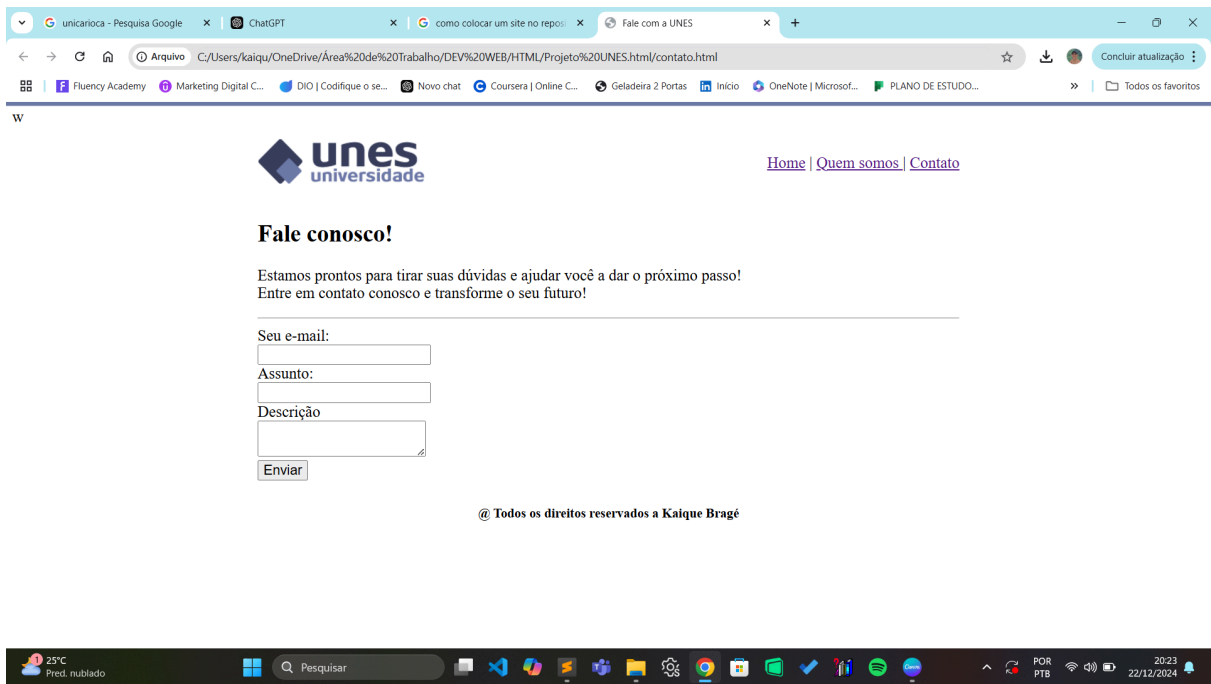 unicarioca - Pesquisa Google
ChatGPT
como colocar um site no reposi
Fale com a UNES
Arquivo C:/Users/kaiqu/OneDrive/Área%20de%20Trabalho/DEV%20WEB/HTML/Projeto%20UNES.html/contato.html
Concluir atualização
Fluency Academy
Marketing Digital C...
DIO | Codifique o se...
Novo chat
Coursera | Online C...
Geladeira 2 Portas
Início
OneNote | Microsof...
PLANO DE ESTUDO...
Todos os favoritos
w
unes
universidade
Home | Quem somos | Contato
Fale conosco!
Estamos prontos para tirar suas dúvidas e ajudar você a dar o próximo passo!
Entre em contato conosco e transforme o seu futuro!
Seu e-mail:
Assunto:
Descrição
Enviar
@ Todos os direitos reservados a Kaique Bragé
1
25°C
Pred. nublado
Pesquisar
POR
PTB
20:23
22/12/2024